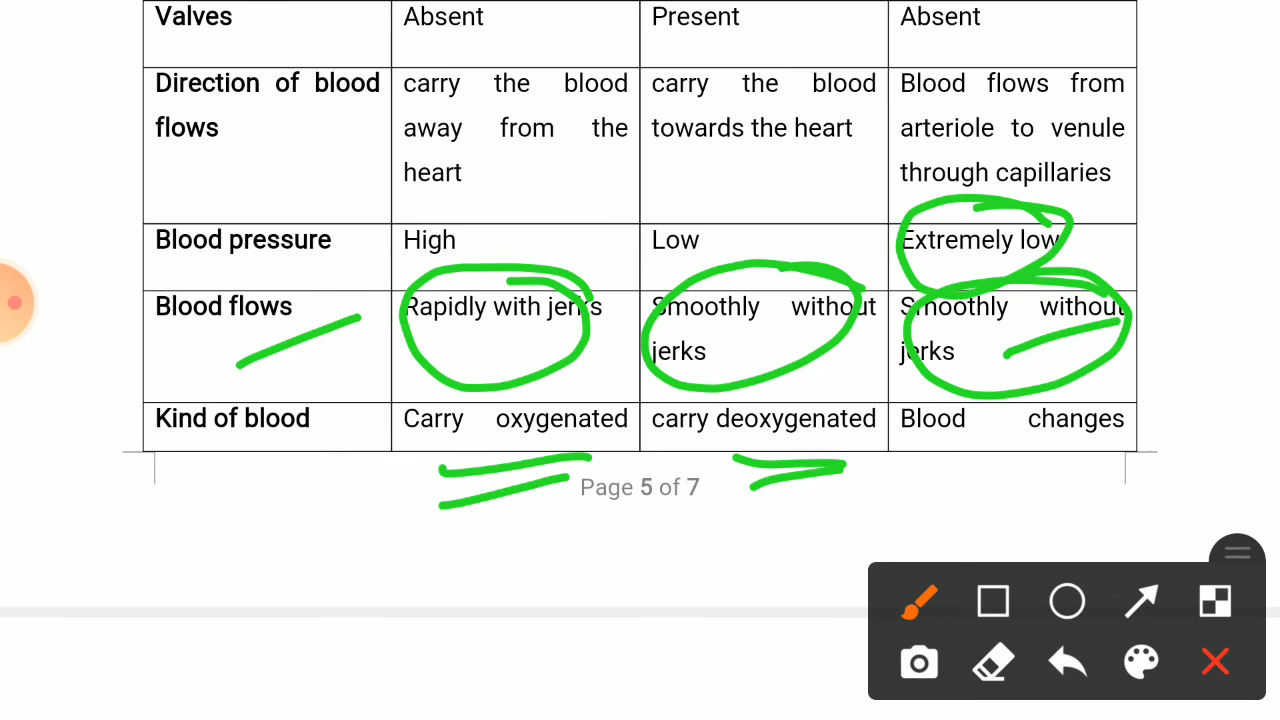 Valves Absent Present Absent
Direction of blood carry the blood carry the blood Blood flows from
flows away from the towards the heart arteriole to venule
heart through capillaries
Blood pressure High Low Extremely low
Blood flows Rapidly with jerks Smoothly without Smoothly without
jerks jerks
Kind of blood Carry oxygenated carry deoxygenated Blood changes
Page 5 of 7